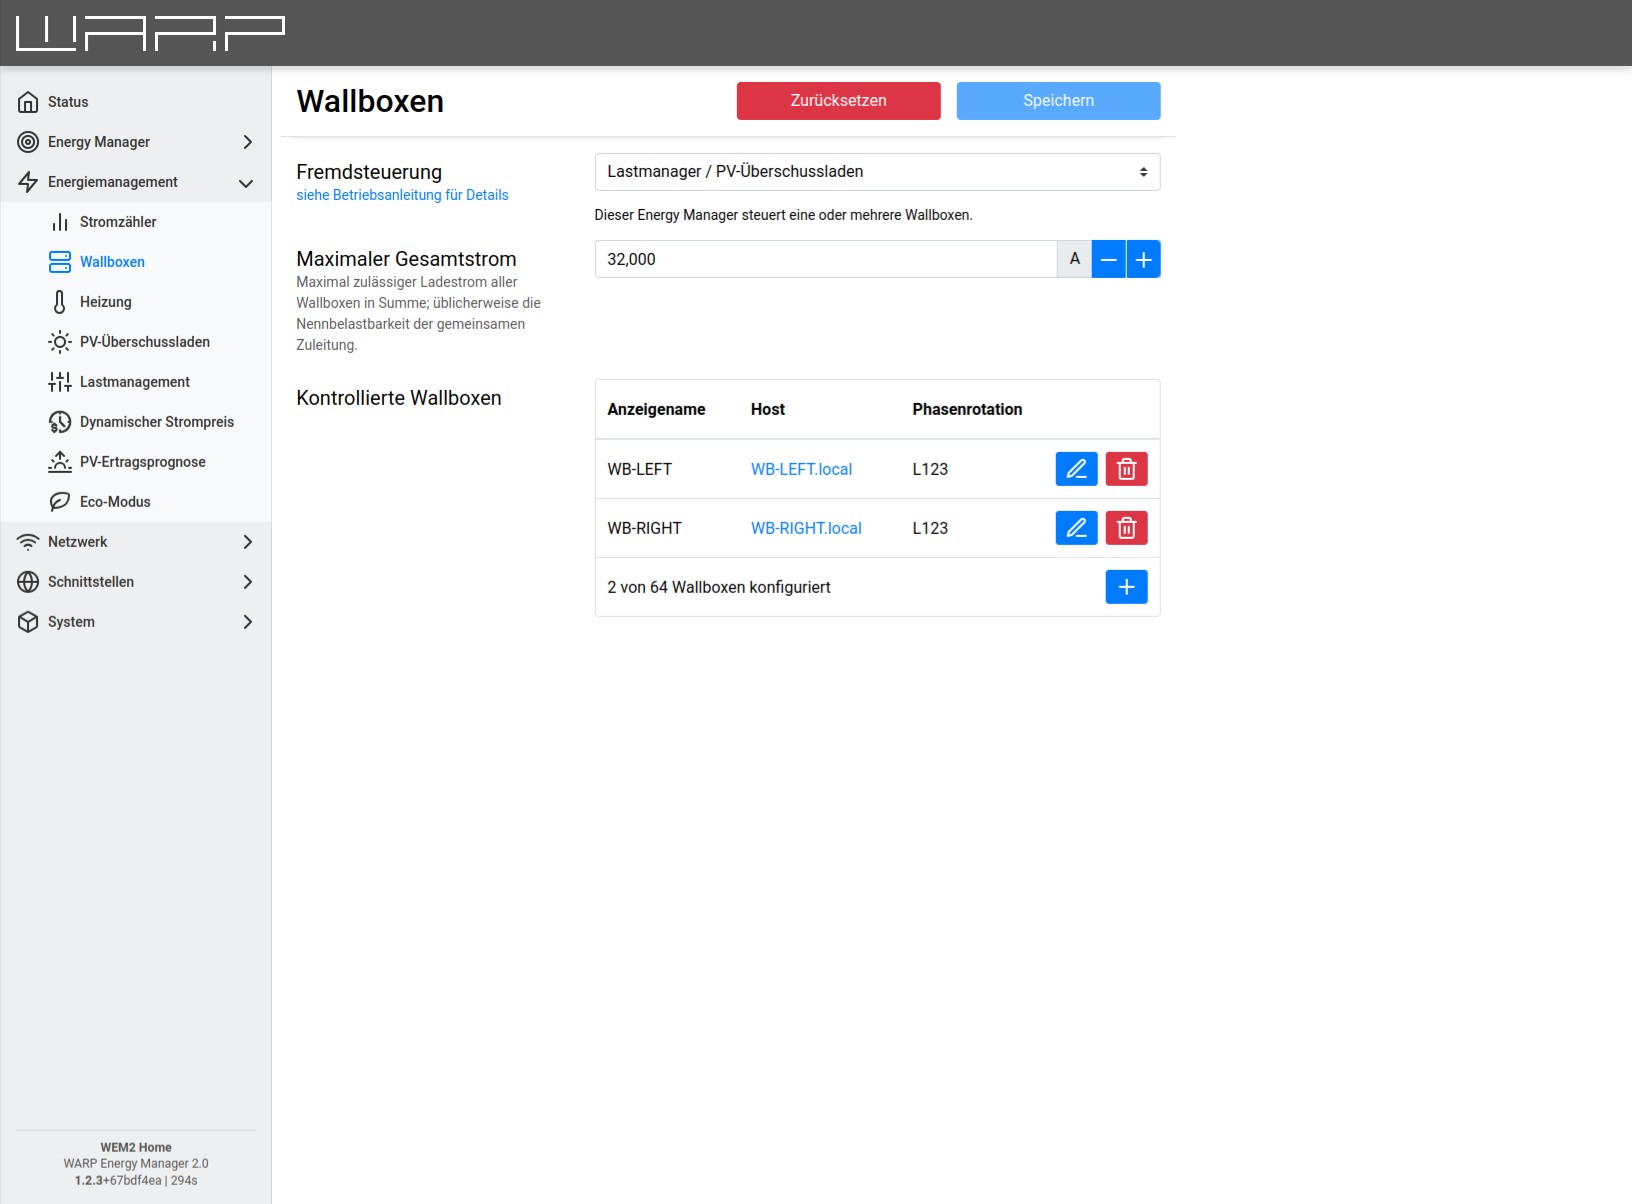 WARP
Status
Energy Manager
Energiemanagement
Stromzähler
Wallboxen
Heizung
PV-Überschussladen
Lastmanagement
Dynamischer Strompreis
PV-Ertragsprognose
Eco-Modus
Netzwerk
Schnittstellen
System
WEM2 Home
WARP Energy Manager 2.0
1.2.3+67bdf4ea | 294s
Wallboxen
Zurücksetzen
Speichern
Fremdsteuerung
siehe Betriebsanleitung für Details
Lastmanager / PV-Überschussladen
Dieser Energy Manager steuert eine oder mehrere Wallboxen.
Maximaler Gesamtstrom
Maximal zulässiger Ladestrom aller
Wallboxen in Summe; üblicherweise die
Nennbelastbarkeit der gemeinsamen
Zuleitung.
32,000 A
Kontrollierte Wallboxen
Anzeigename Host Phasenrotation
WB-LEFT WB-LEFT.local L123
WB-RIGHT WB-RIGHT.local L123
2 von 64 Wallboxen konfiguriert